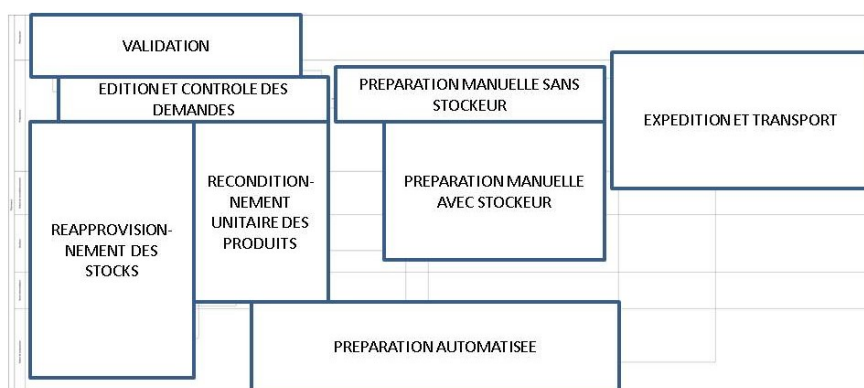 VALIDATION
EDITION ET CONTROLE DES
DEMANDES
PREPARATION MANUELLE SANS
STOCKEUR
EXPEDITION ET TRANSPORT
REAPPROVISION-
NEMENT DES
STOCKS
RECONDITION-
NEMENT
UNITAIRE DES
PRODUITS
PREPARATION MANUELLE
AVEC STOCKEUR
PREPARATION AUTOMATISEE